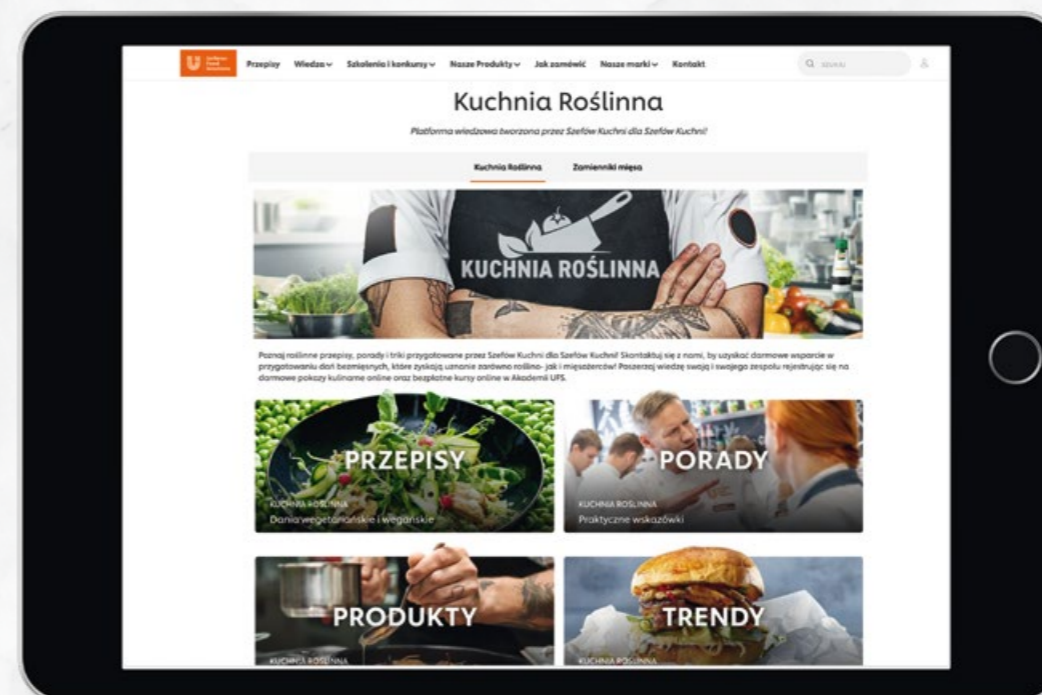 Unilever
Food
Solutions
Przepisy Wiedza Szkolenia i konkursy Nasze Produkty Jak zamówić Nasze marki Kontakt
Kuchnia Roślinna
Platforma wiedzowa tworzona przez Szefów Kuchni dla Szefów Kuchni!
Kuchnia Roślinna Zamienniki mięsa
KUCHNIA ROŚLINNA
Poznaj roślinne przepisy, porady i triki przygotowane przez Szefów Kuchni dla Szefów Kuchni! Skontaktuj się z nami, by uzyskać darmowe wsparcie w
przygotowaniu dań bezmięsnych, które zyskają uznanie zarówno roślino- jak i mięsożerców! Poszerzaj wiedzę swoją i swojego zespołu rejestrując się na
darmowe pokazy kulinarne online oraz bezpłatne kursy online w Akademii UFS.
PRZEPISY
KUCHNIA ROŚLINNA
Dania wegetariańskie i wegańskie
PORADY
KUCHNIA ROŚLINNA
Praktyczne wskazówki
PRODUKTY
KUCHNIA ROŚLINNA
TRENDY
KUCHNIA ROŚLINNA